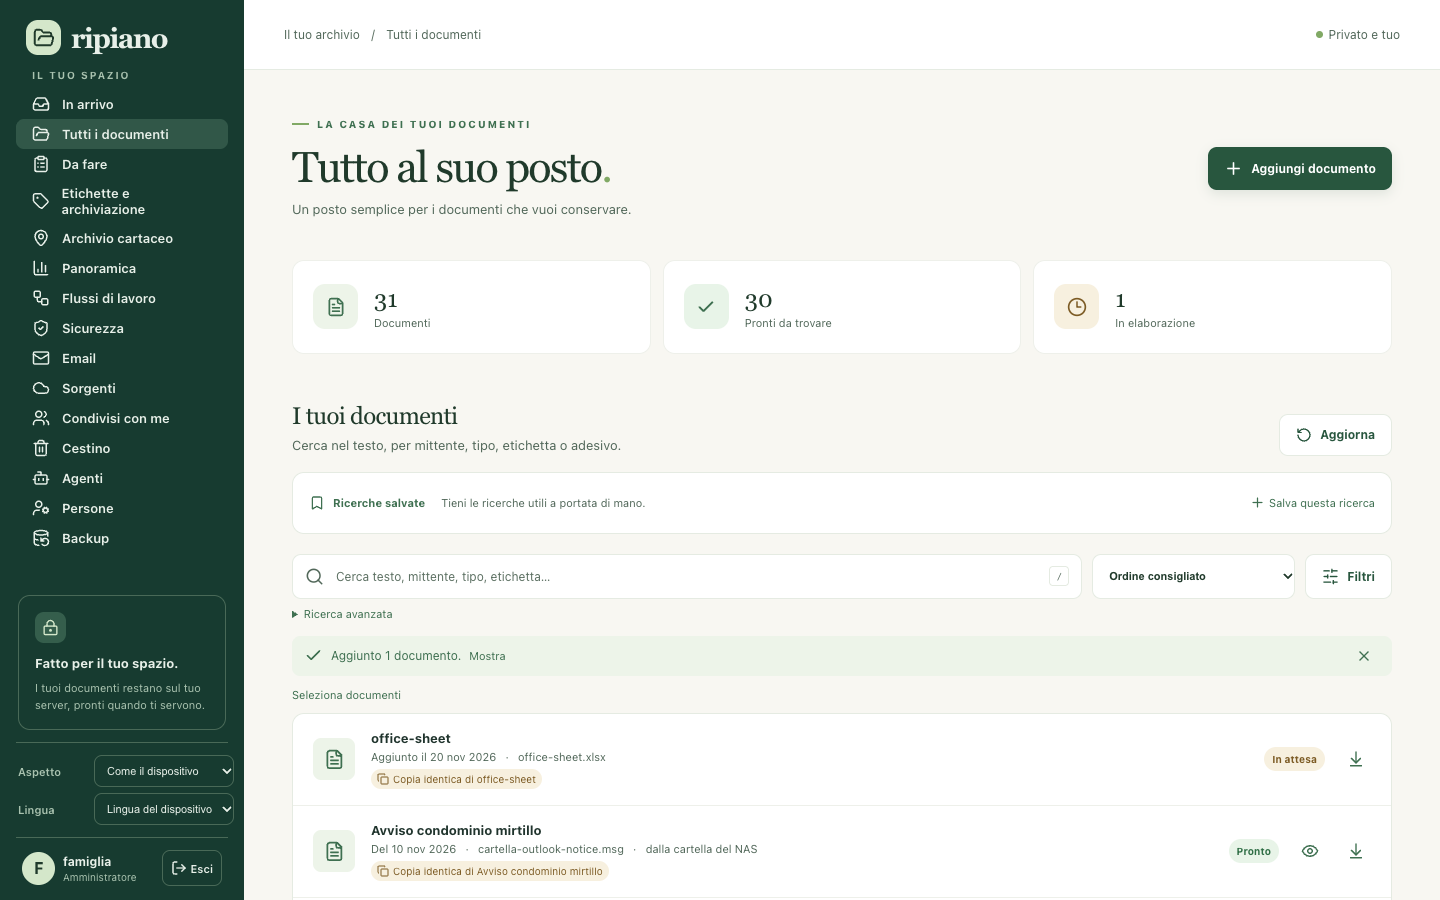 ripiano
IL TUO SPAZIO
In arrivo
Tutti i documenti
Da fare
Etichette e
archiviazione
Archivio cartaceo
Panoramica
Flussi di lavoro
Sicurezza
Email
Sorgenti
Condivisi con me
Cestino
Agenti
Persone
Backup
Fatto per il tuo spazio.
I tuoi documenti restano sul tuo
server, pronti quando ti servono.
Aspetto
Come il dispositivo
Lingua
Lingua del dispositivo
F
famiglia
Amministratore
Esci
Il tuo archivio / Tutti i documenti
Privato e tuo
LA CASA DEI TUOI DOCUMENTI
Tutto al suo posto.
Un posto semplice per i documenti che vuoi conservare.
Aggiungi documento
31
Documenti
30
Pronti da trovare
1
In elaborazione
I tuoi documenti
Cerca nel testo, per mittente, tipo, etichetta o adesivo.
Aggiorna
Ricerche salvate Tieni le ricerche utili a portata di mano.
Salva questa ricerca
Cerca testo, mittente, tipo, etichetta...
/
Ordine consigliato
Filtri
Ricerca avanzata
Aggiunto 1 documento. Mostra
Seleziona documenti
office-sheet
Aggiunto il 20 nov 2026 · office-sheet.xlsx
Copia identica di office-sheet
In attesa
Avviso condominio mirtillo
Del 10 nov 2026 · cartella-outlook-notice.msg · dalla cartella del NAS
Copia identica di Avviso condominio mirtillo
Pronto